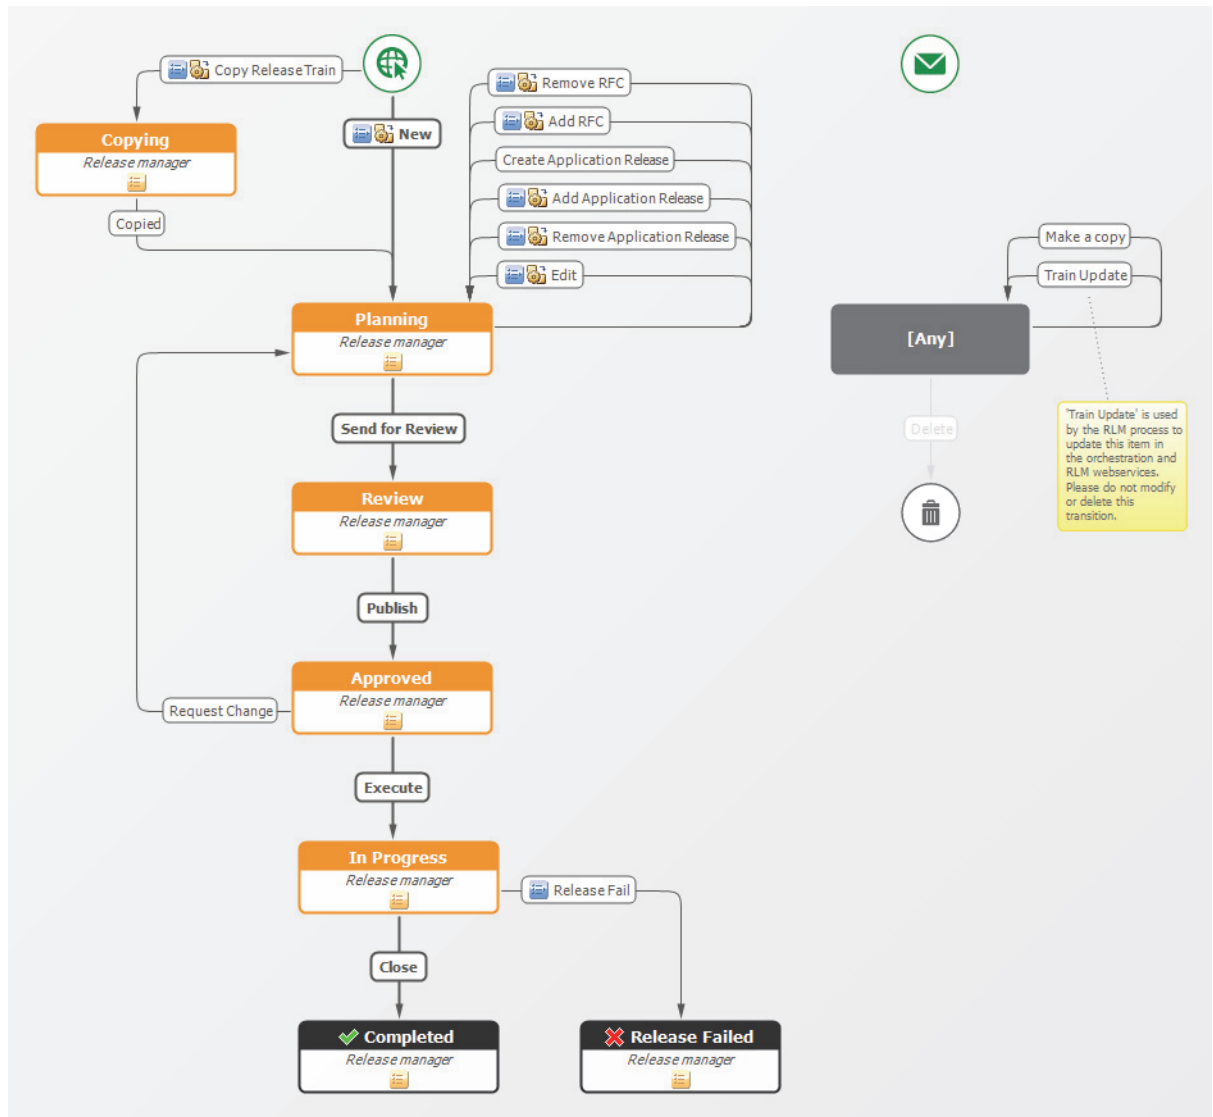 Copy Release Train
Remove RFC
New
Add RFC
Copying
Release manager
Create Application Release
Add Application Release
Copied
Remove Application Release
Make a copy
Edit
Train Update
Planning
Release manager
[Any]
Send for Review
Delete
'Train Update' is used
by the RLM process to
update this item in
the orchestration and
RLM webservices.
Please do not modify
or delete this
transition.
Review
Release manager
Publish
Approved
Release manager
Request Change
Execute
In Progress
Release manager
Release Fail
Close
Completed
Release manager
Release Failed
Release manager